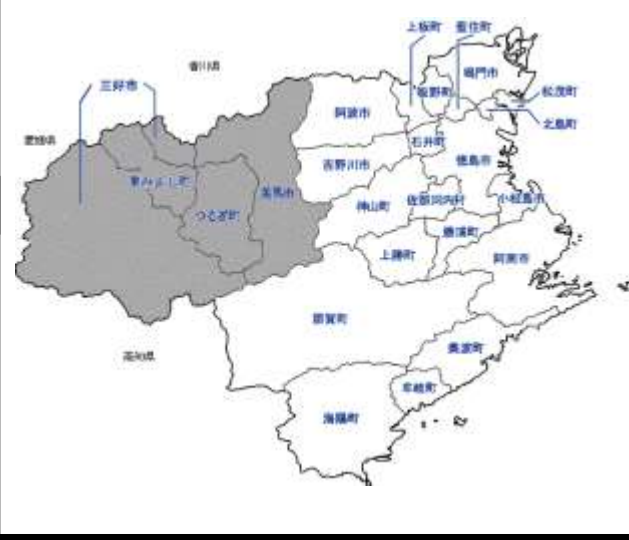 上板町 藍住町
香川県
鳴門市
三好市
板野町
松茂町
阿波市
北島町
愛媛県
石井町
徳島市
吉野川市
東みよし町
美馬市
佐那河内村
小松島市
つるぎ町
神山町
勝浦町
上勝町
阿南市
那賀町
美波町
高知県
牟岐町
海陽町